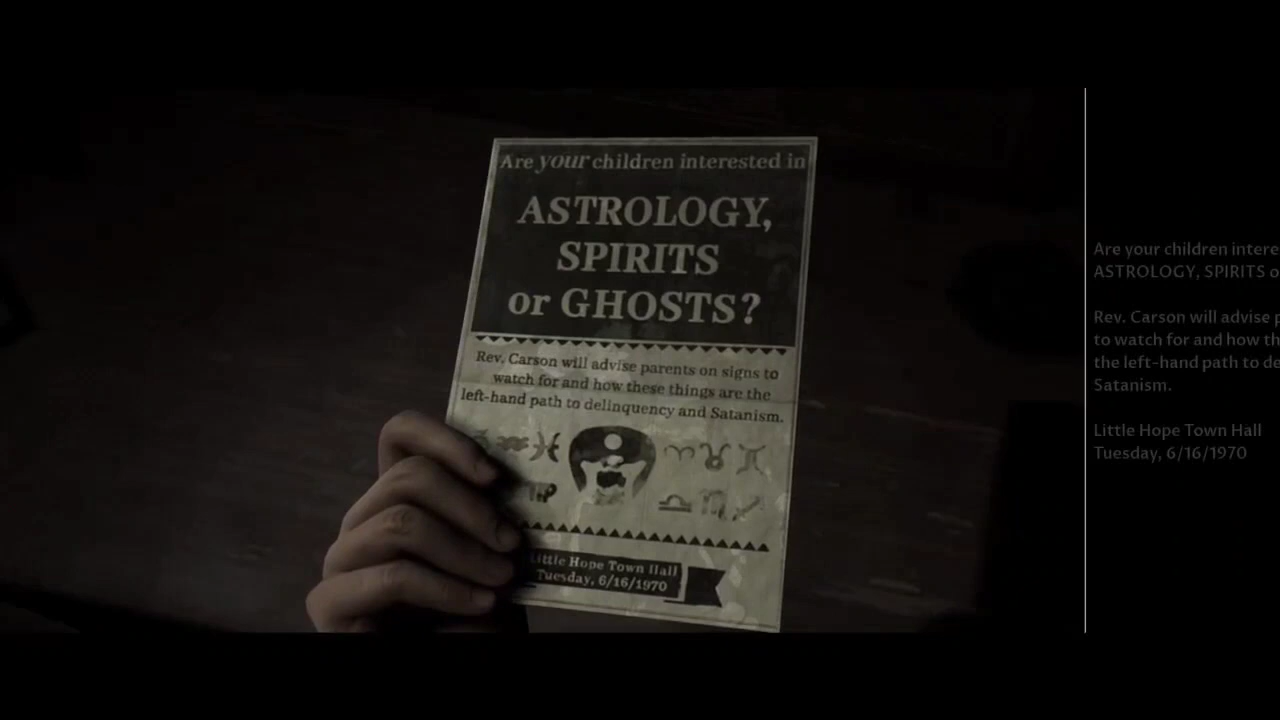 Are your children interested in
ASTROLOGY,
SPIRITS
or GHOSTS?
Rev. Carson will advise parents on signs to
watch for and how these things are the
left-hand path to delinquency and Satanism.
Little Hope Town Hall
Tuesday, 6/16/1970
Are your children intere
ASTROLOGY, SPIRITS o
Rev. Carson will advise p
to watch for and how th
the left-hand path to de
Satanism.
Little Hope Town Hall
Tuesday, 6/16/1970